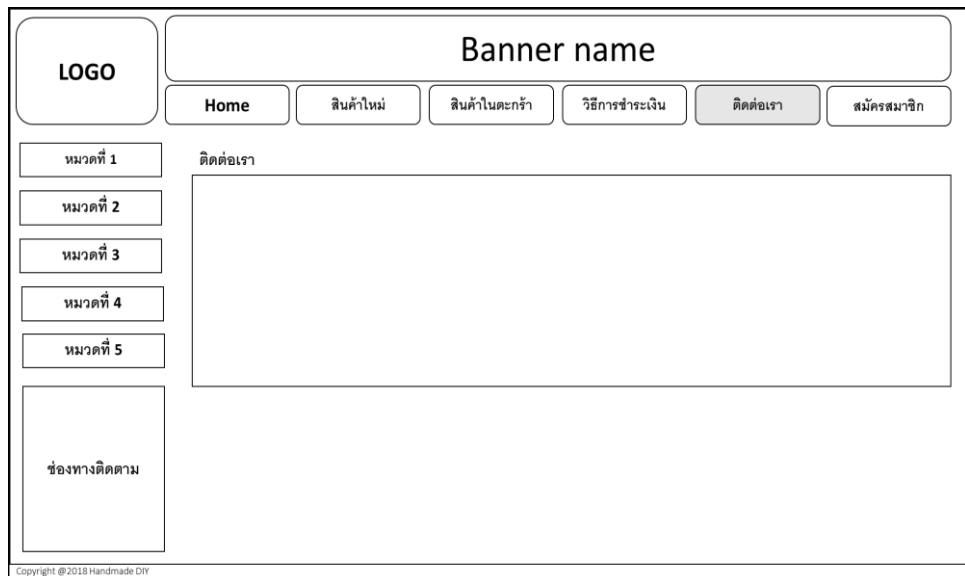 LOGO
Banner name
Home
สินค้าใหม่
สินค้าในตะกร้า
วิธีการชำระเงิน
ติดต่อเรา
สมัครสมาชิก
หมวดที่ 1
หมวดที่ 2
หมวดที่ 3
หมวดที่ 4
หมวดที่ 5
ช่องทางติดตาม
ติดต่อเรา
Copyright @2018 Handmade DIY